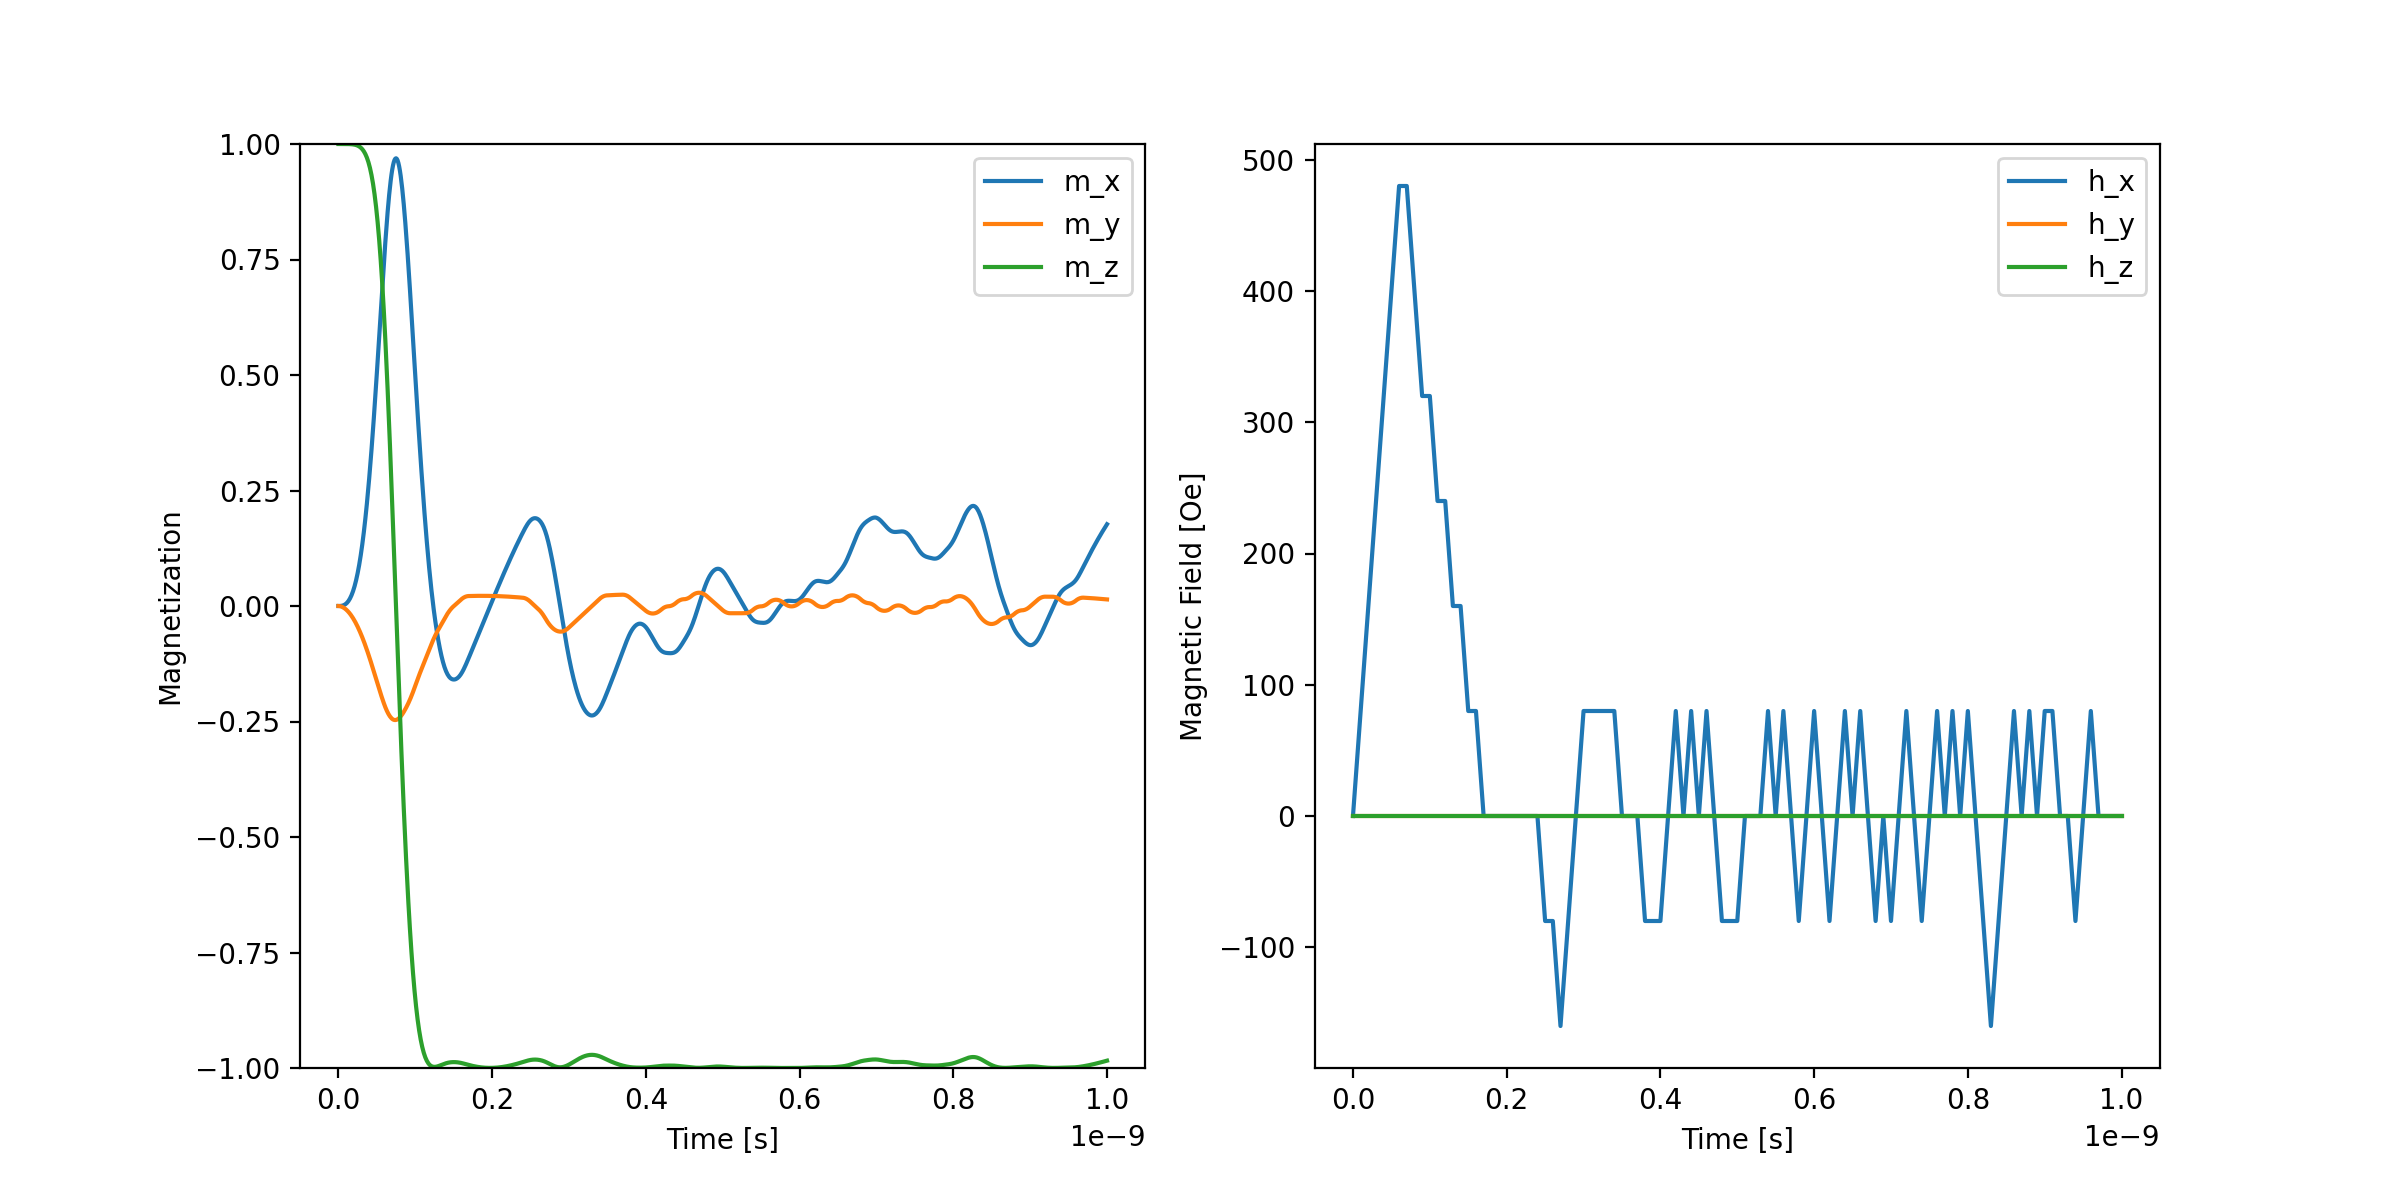 1.00
0.75
0.50
0.25
0.00
−0.25
−0.50
−0.75
−1.00
Magnetization
m_x
m_y
m_z
0.0 0.2 0.4 0.6 0.8 1.0
Time [s]
1e−9
500
400
300
200
100
0
−100
Magnetic Field [Oe]
h_x
h_y
h_z
0.0 0.2 0.4 0.6 0.8 1.0
Time [s]
1e−9